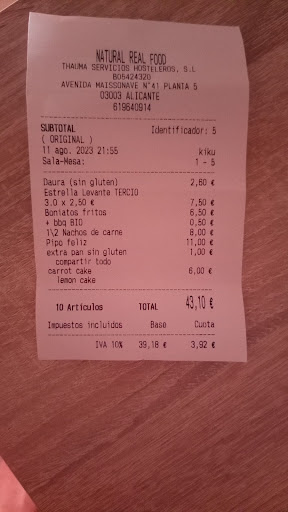 NATURAL REAL FOOD
THAUMA SERVICIOS HOSTELEROS, S.L
B05424320
AVENIDA MAISSONAVE Nº41 PLANTA 5
03003 ALICANTE
619640914
SUBTOTAL Identificador: 5
( ORIGINAL )
11 ago. 2023 21:55 kiku
Sala-Mesa: 1 - 5
Daura (sin gluten) 2,60 €
Estrella Levante TERCIO
3.0 x 2,50 € 7,50 €
Boniatos fritos 6,50 €
+ bbq BIO 0,50 €
1\2 Nachos de carne 8,00 €
Pipo feliz 11,00 €
extra pan sin gluten 1,00 €
compartir todo
carrot cake 6,00 €
lemon cake
10 Artículos TOTAL 43,10 €
Impuestos incluidos Base Cuota
IVA 10% 39,18 € 3,92 €